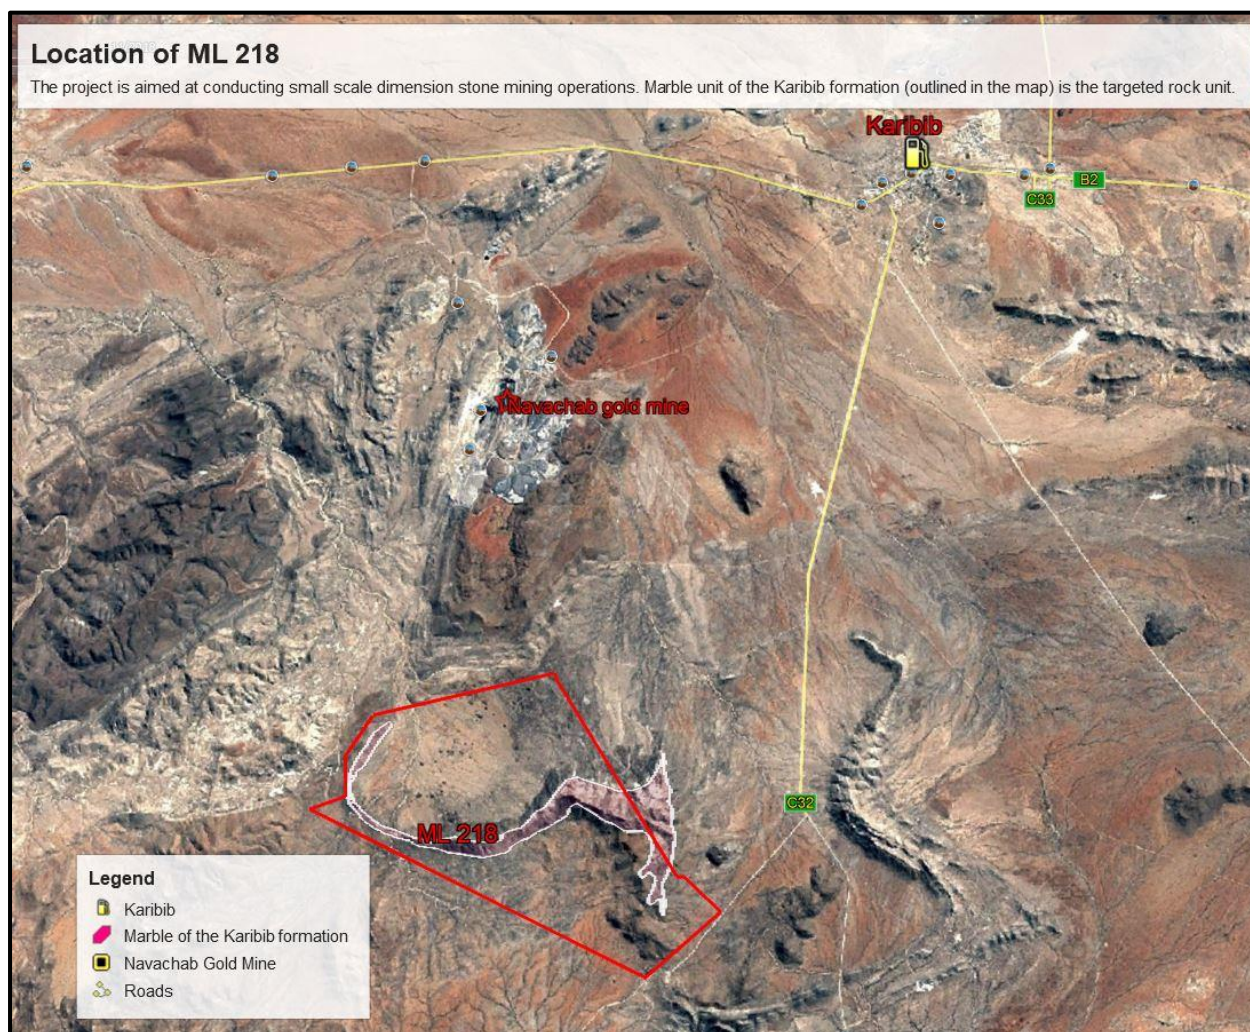 Location of ML 218
The project is aimed at conducting small scale dimension stone mining operations. Marble unit of the Karibib formation (outlined in the map) is the targeted rock unit.
Karibib
B2
C33
Navachab gold mine
C32
ML 218
Legend
Karibib
Marble of the Karibib formation
Navachab Gold Mine
Roads